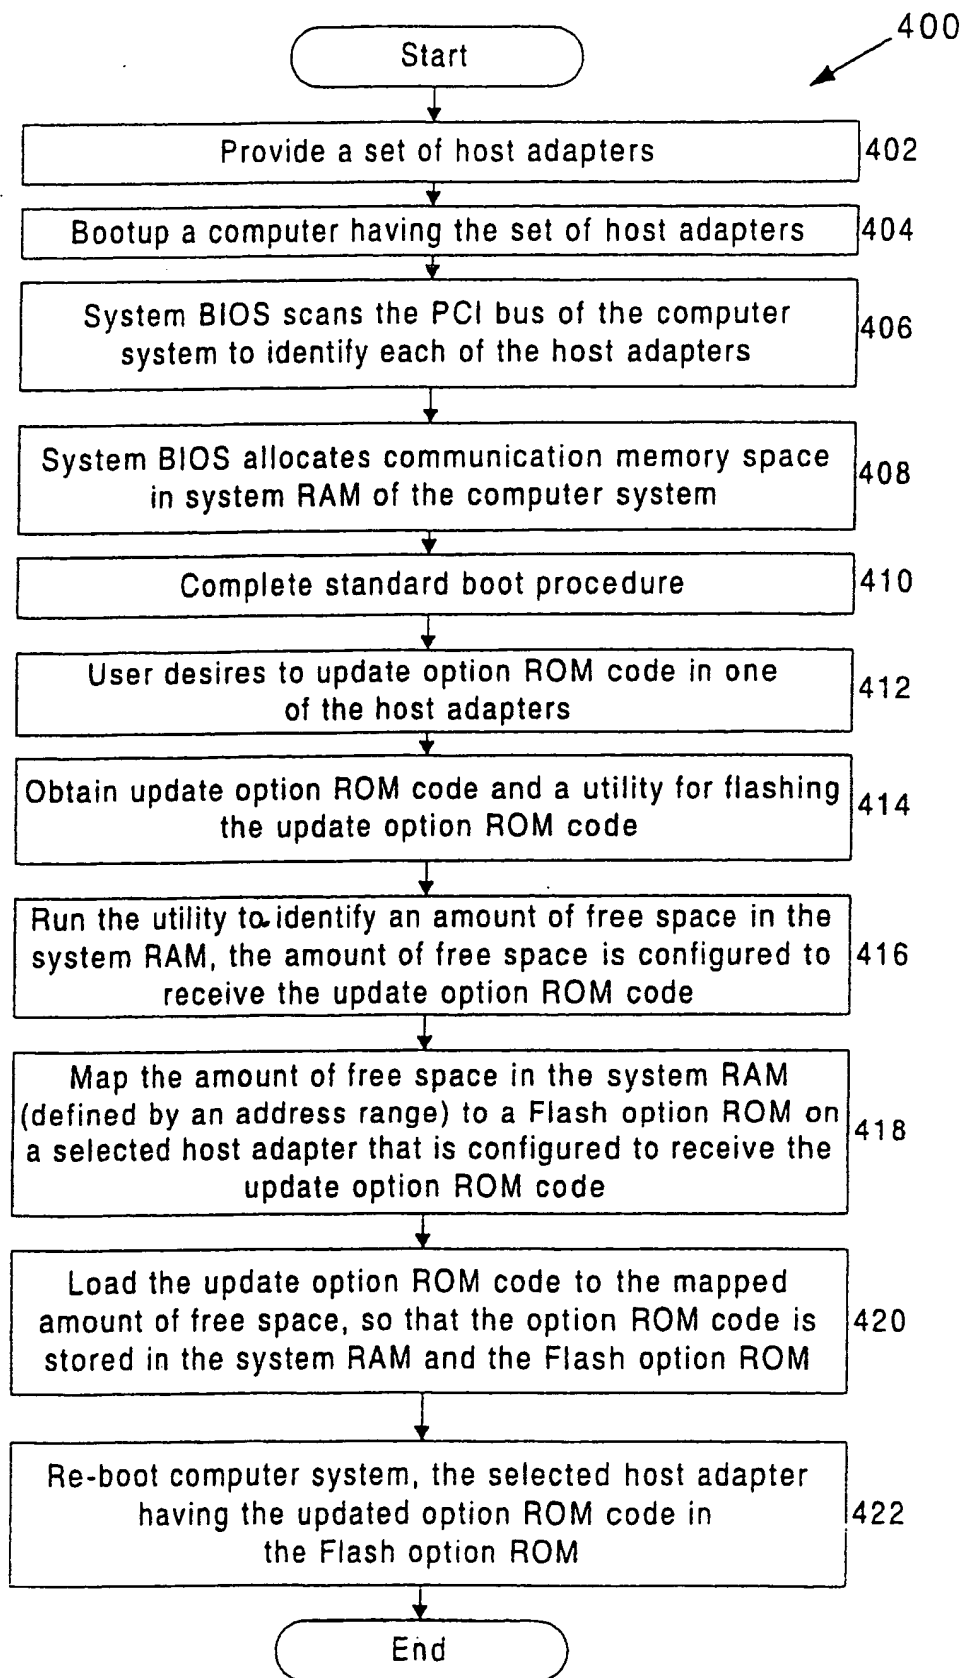 400
Start
Provide a set of host adapters
402
Bootup a computer having the set of host adapters
404
System BIOS scans the PCI bus of the computer
system to identify each of the host adapters
406
System BIOS allocates communication memory space
in system RAM of the computer system
408
Complete standard boot procedure
410
User desires to update option ROM code in one
of the host adapters
412
Obtain update option ROM code and a utility for flashing
the update option ROM code
414
Run the utility to identify an amount of free space in the
system RAM, the amount of free space is configured to
receive the update option ROM code
416
Map the amount of free space in the system RAM
(defined by an address range) to a Flash option ROM on
a selected host adapter that is configured to receive the
update option ROM code
418
Load the update option ROM code to the mapped
amount of free space, so that the option ROM code is
stored in the system RAM and the Flash option ROM
420
Re-boot computer system, the selected host adapter
having the updated option ROM code in
the Flash option ROM
422
End